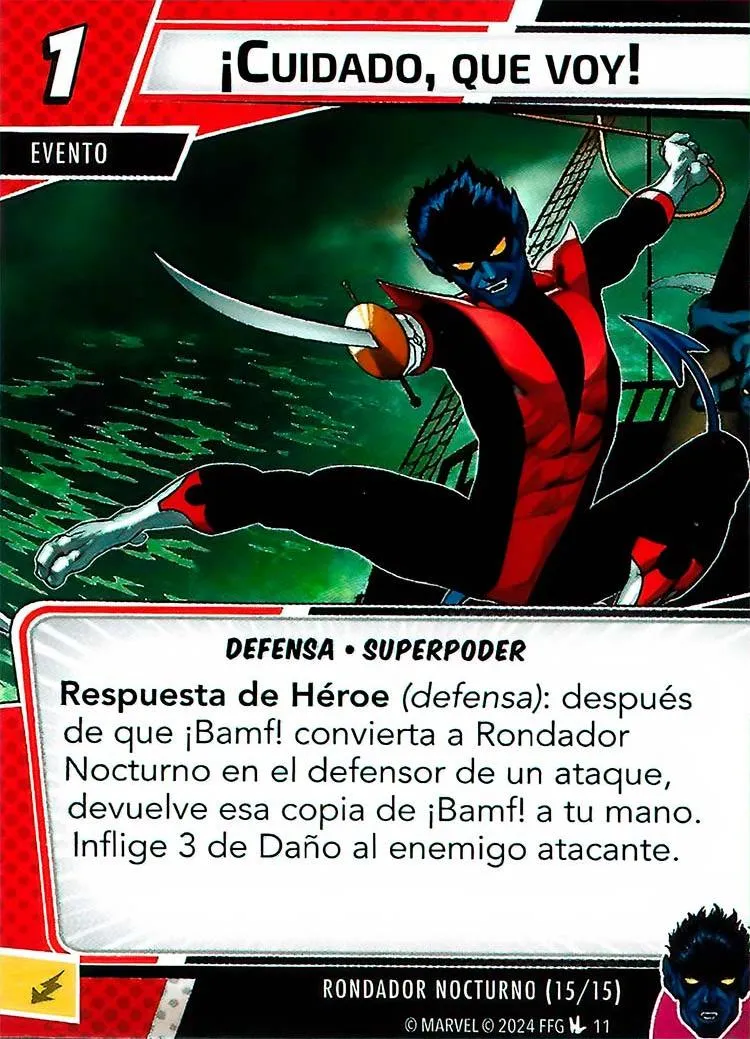 1
¡CUIDADO, QUE VOY!
EVENTO
DEFENSA • SUPERPODER
Respuesta de Héroe (defensa): después
de que ¡Bamf! convierta a Rondador
Nocturno en el defensor de un ataque,
devuelve esa copia de ¡Bamf! a tu mano.
Inflige 3 de Daño al enemigo atacante.
RONDADOR NOCTURNO (15/15)
© MARVEL © 2024 FFG 11